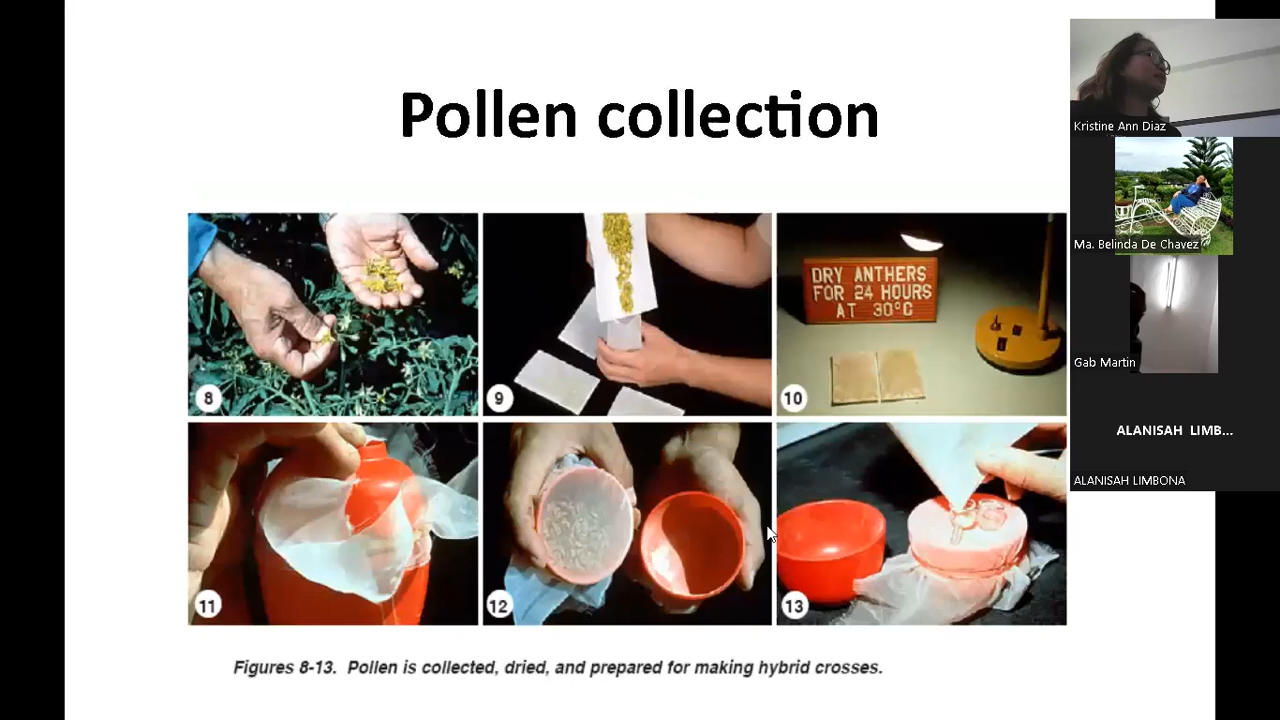 Pollen collection
8
9
DRY ANTHERS
FOR 24 HOURS
AT 30°C
10
11
12
13
Figures 8-13. Pollen is collected, dried, and prepared for making hybrid crosses.
Kristine Ann Diaz
Ma. Belinda De Chavez
Gab Martin
ALANISAH LIMB...
ALANISAH LIMBONA